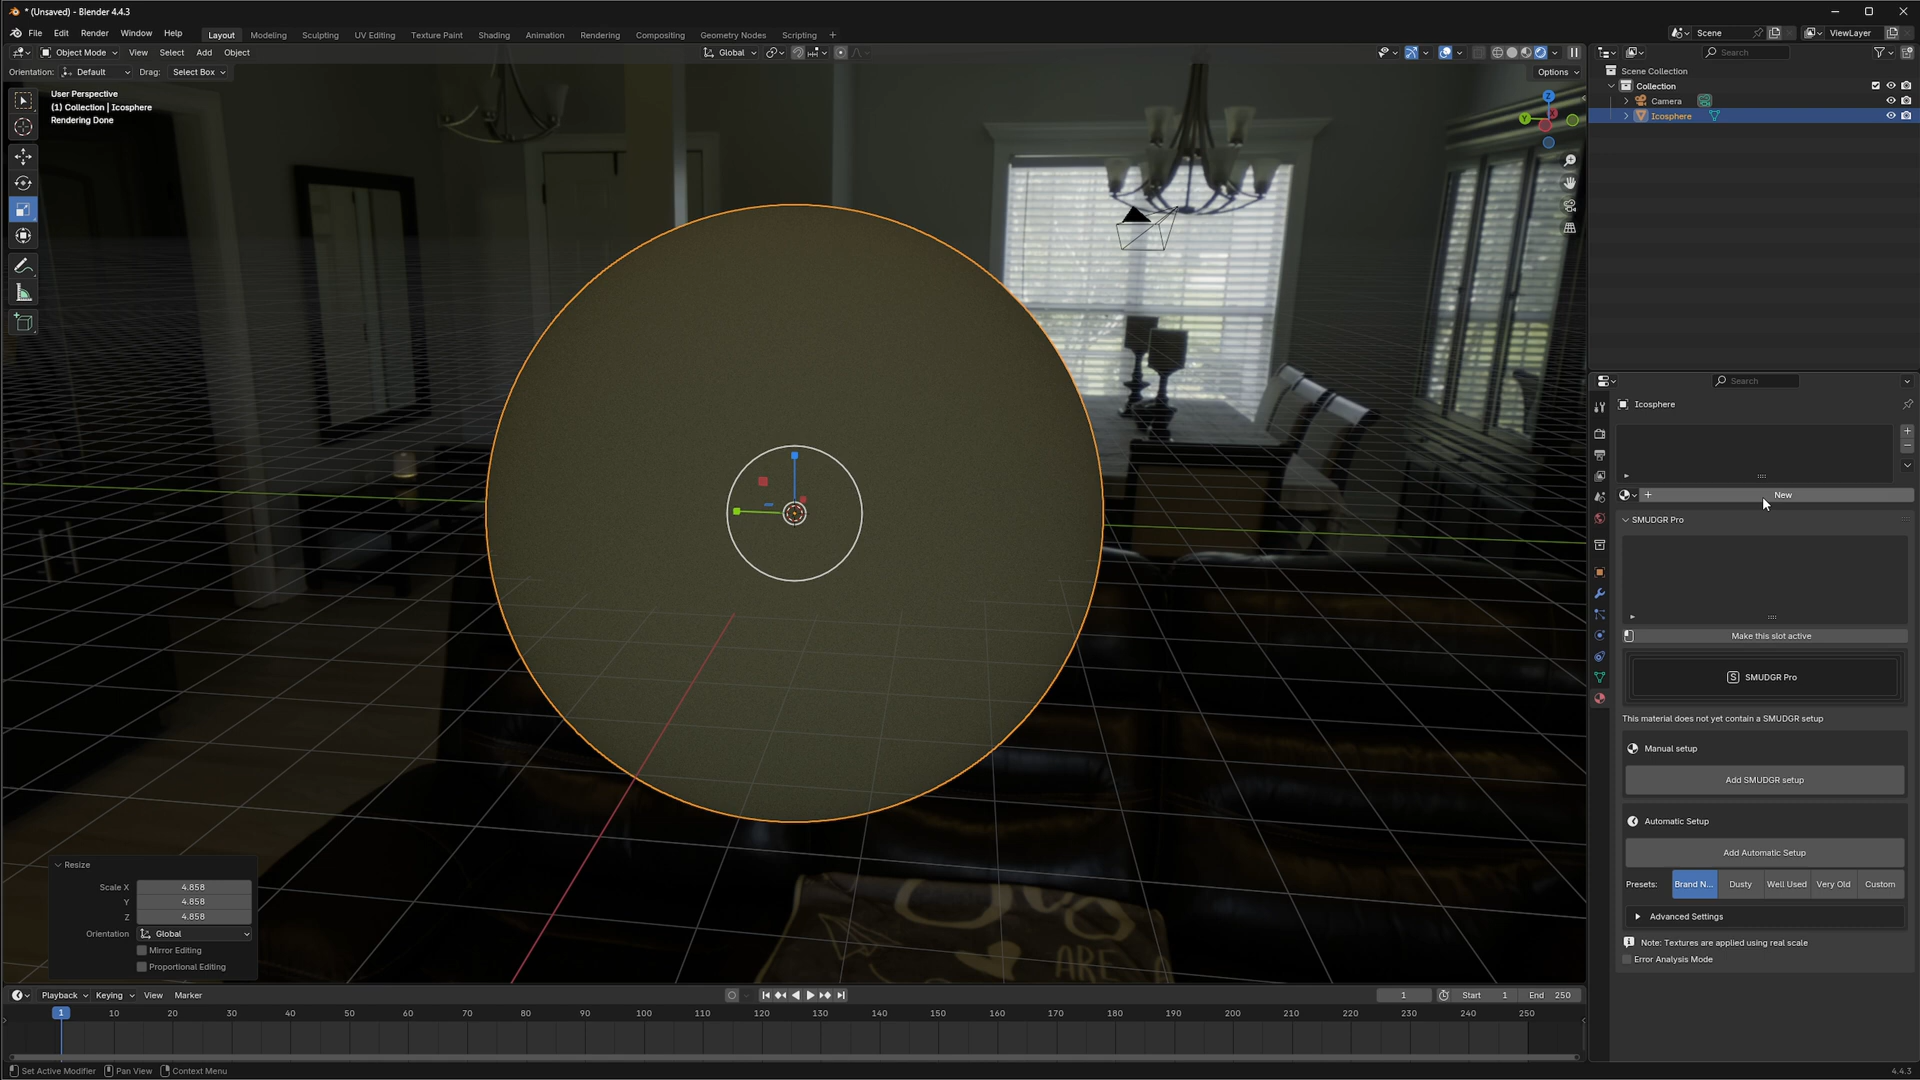 * (Unsaved) - Blender 4.4.3
File Edit Render Window Help
Layout Modeling Sculpting UV Editing Texture Paint Shading Animation Rendering Compositing Geometry Nodes Scripting +
Scene
ViewLayer
Object Mode View Select Add Object
Global
Search
Orientation: Default Drag: Select Box
Options
User Perspective
(1) Collection | Icosphere
Rendering Done
Z
Y
X
Scene Collection
Collection
Camera
Icosphere
Search
Icosphere
New
SMUDGR Pro
Make this slot active
S SMUDGR Pro
This material does not yet contain a SMUDGR setup
Manual setup
Add SMUDGR setup
Automatic Setup
Add Automatic Setup
Presets: Brand N... Dusty Well Used Very Old Custom
Advanced Settings
Note: Textures are applied using real scale
Error Analysis Mode
ARE
Resize
Scale X 4.858
Y 4.858
Z 4.858
Orientation Global
Mirror Editing
Proportional Editing
Playback Keying View Marker
1 Start 1 End 250
1 10 20 30 40 50 60 70 80 90 100 110 120 130 140 150 160 170 180 190 200 210 220 230 240 250
Set Active Modifier Pan View Context Menu
4.4.3